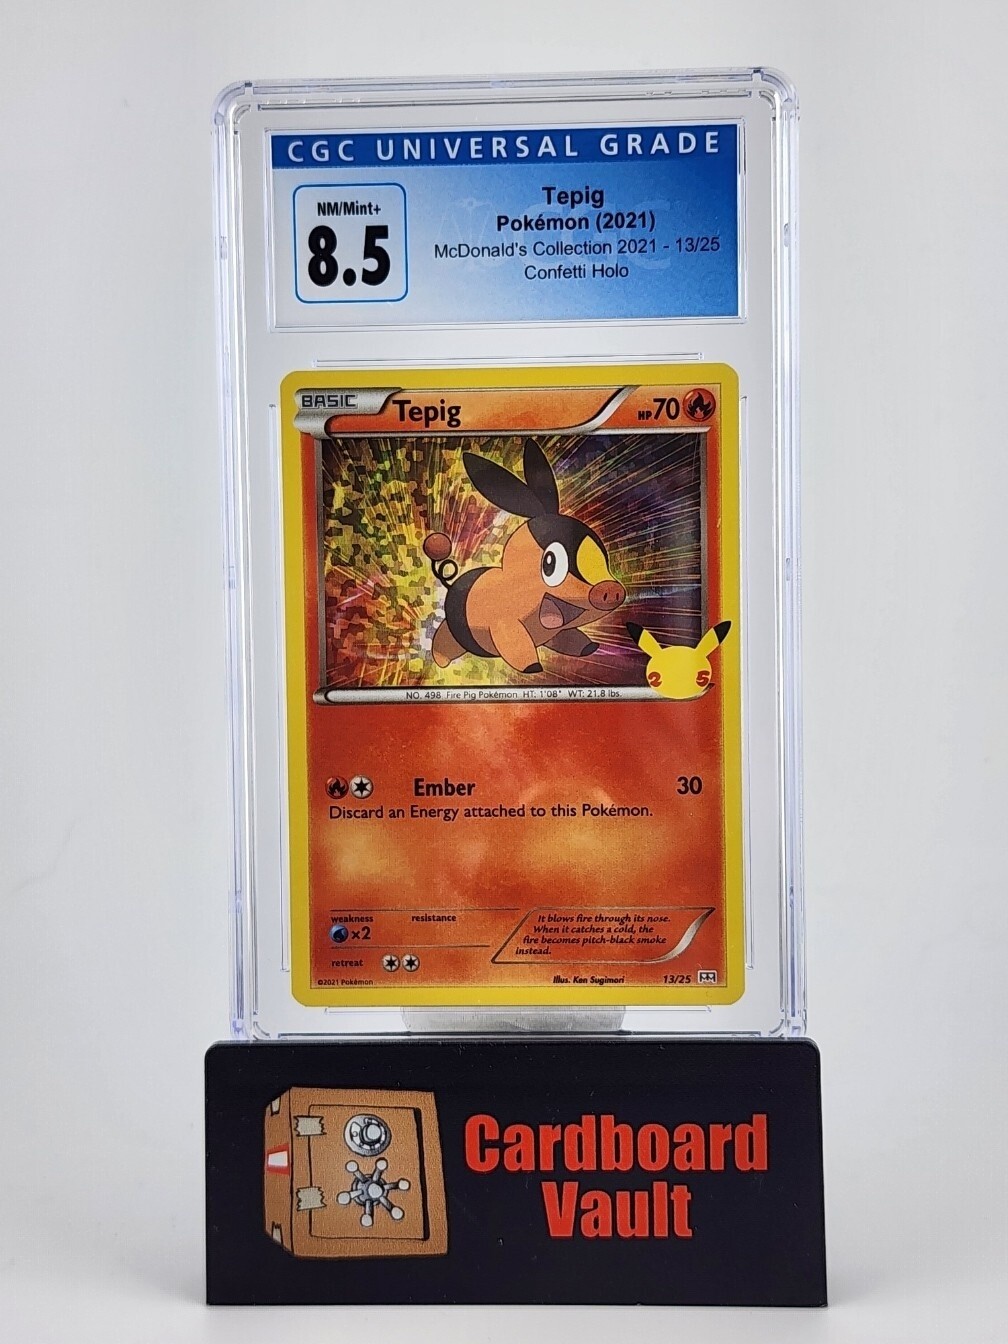 CGC UNIVERSAL GRADE
NM/Mint+
8.5
Tepig
Pokémon (2021)
McDonald's Collection 2021 - 13/25
Confetti Holo
BASIC
Tepig
HP70
25
NO. 498 Fire Pig Pokémon HT: 1'08" WT: 21.8 lbs.
Ember 30
Discard an Energy attached to this Pokémon.
weakness resistance
×2
retreat
It blows fire through its nose.
When it catches a cold, the
fire becomes pitch-black smoke
instead.
©2021 Pokémon
Illus. Ken Sugimori
13/25
Cardboard
Vault